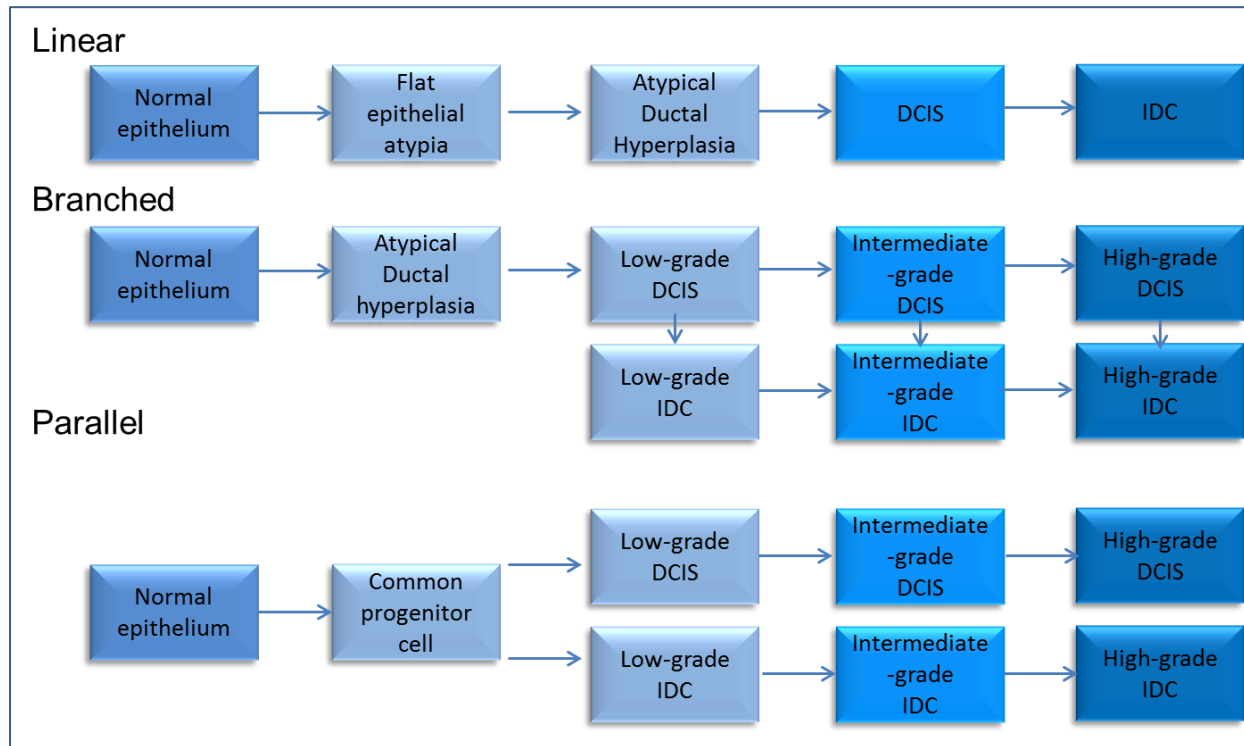 Linear
Normal
epithelium
Flat
epithelial
atypia
Atypical
Ductal
Hyperplasia
DCIS
IDC
Branched
Normal
epithelium
Atypical
Ductal
hyperplasia
Low-grade
DCIS
Intermediate
-grade
DCIS
High-grade
DCIS
Low-grade
IDC
Intermediate
-grade
IDC
High-grade
IDC
Parallel
Normal
epithelium
Common
progenitor
cell
Low-grade
DCIS
Intermediate
-grade
DCIS
High-grade
DCIS
Low-grade
IDC
Intermediate
-grade
IDC
High-grade
IDC